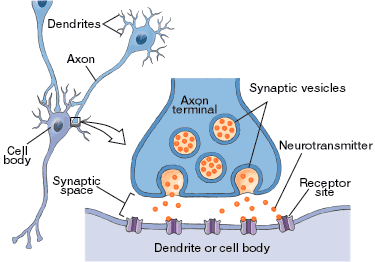 Dendrites
Axon
Cell
body
Axon
terminal
Synaptic vesicles
Neurotransmitter
Synaptic
space
Receptor
site
Dendrite or cell body